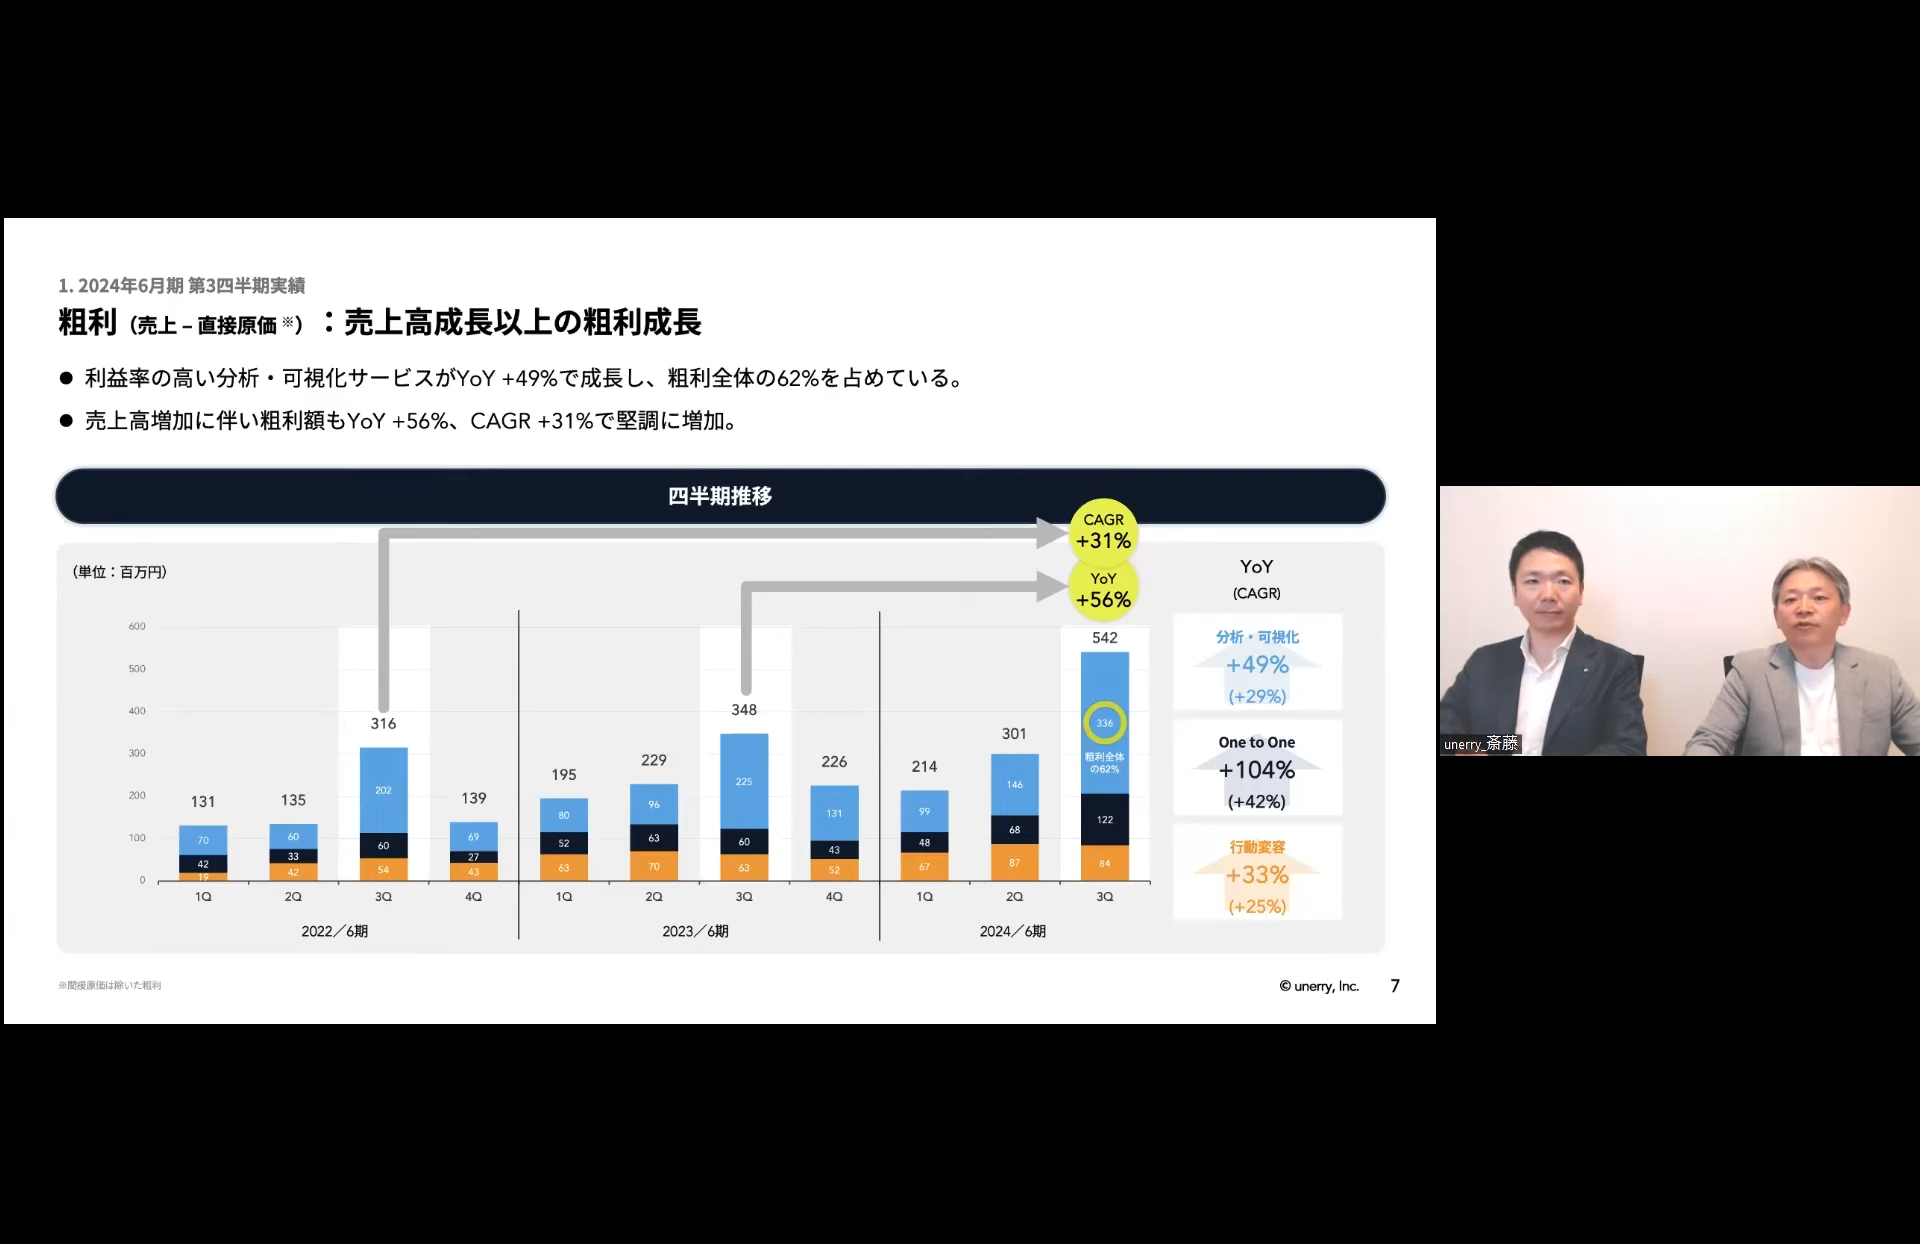 1. 2024年6月期 第3四半期実績
粗利（売上 – 直接原価※）：売上高成長以上の粗利成長
● 利益率の高い分析・可視化サービスがYoY +49%で成長し、粗利全体の62%を占めている。
● 売上高増加に伴い粗利額もYoY +56%、CAGR +31%で堅調に増加。
四半期推移
CAGR
+31%
YoY
+56%
（単位：百万円）
600
500
400
300
200
100
0
131
70
42
19
135
60
33
42
316
202
60
54
139
69
27
43
195
80
52
63
229
96
63
70
348
225
60
63
226
131
43
52
214
99
48
67
301
146
68
87
542
336
粗利全体
の62%
122
84
1Q 2Q 3Q 4Q 1Q 2Q 3Q 4Q 1Q 2Q 3Q
2022／6期 2023／6期 2024／6期
YoY
(CAGR)
分析・可視化
+49%
(+29%)
One to One
+104%
(+42%)
行動変容
+33%
(+25%)
※間接原価は除いた粗利
© unerry, Inc. 7
unerry_斎藤